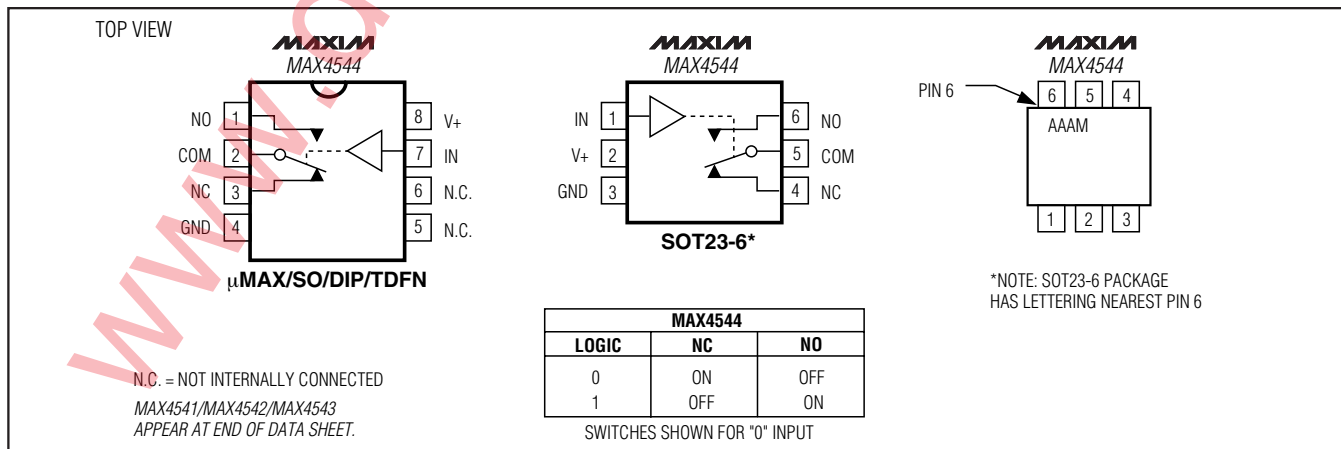 TOP VIEW
MAXIM
MAX4544
NO 1
COM 2
NC 3
GND 4
8 V+
7 IN
6 N.C.
5 N.C.
µMAX/SO/DIP/TDFN
MAXIM
MAX4544
IN 1
V+ 2
GND 3
6 NO
5 COM
4 NC
SOT23-6*
MAXIM
MAX4544
PIN 6
6 5 4
AAAM
1 2 3
*NOTE: SOT23-6 PACKAGE
HAS LETTERING NEAREST PIN 6
MAX4544
LOGIC NC NO
0 ON OFF
1 OFF ON
SWITCHES SHOWN FOR "0" INPUT
N.C. = NOT INTERNALLY CONNECTED
MAX4541/MAX4542/MAX4543
APPEAR AT END OF DATA SHEET.
www.